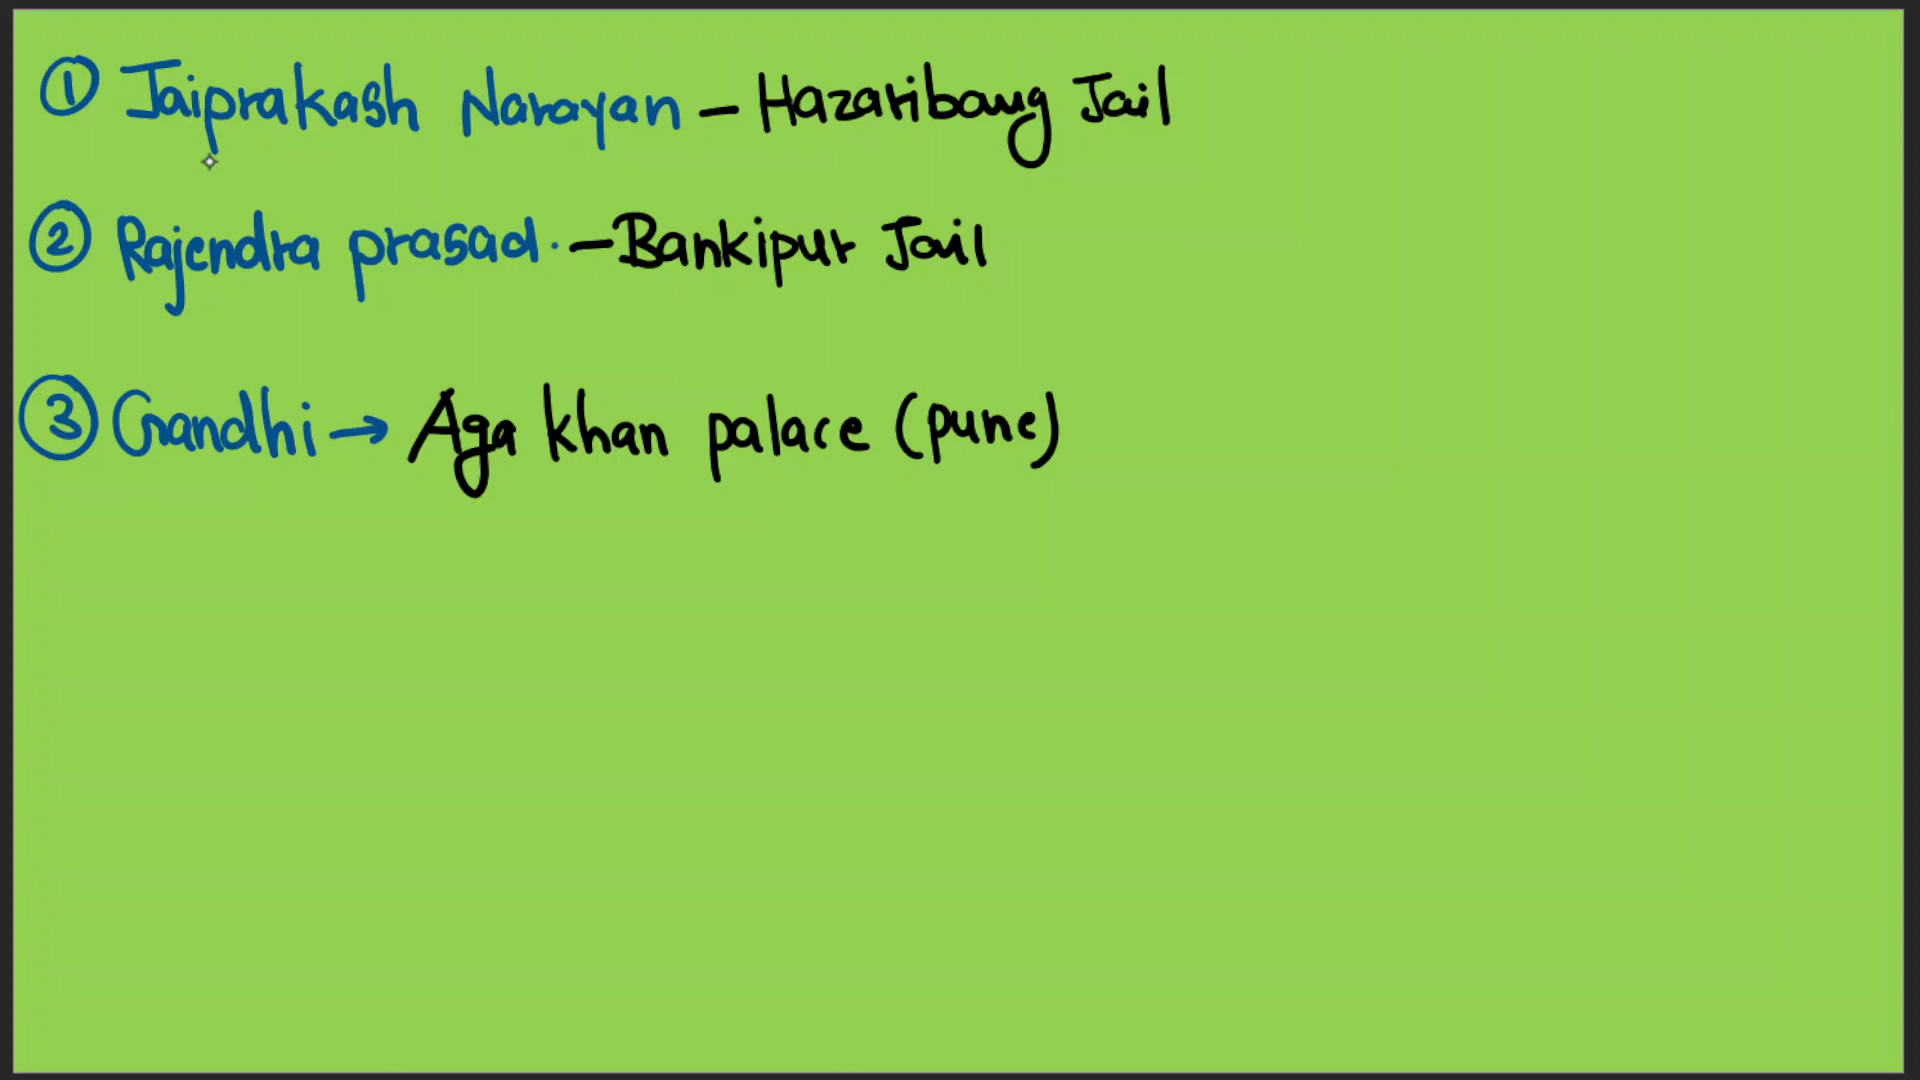 ① Jaiprakash Narayan – Hazaribaug Jail
② Rajendra prasad. – Bankipur Jail
③ Gandhi → Aga khan palace (pune)